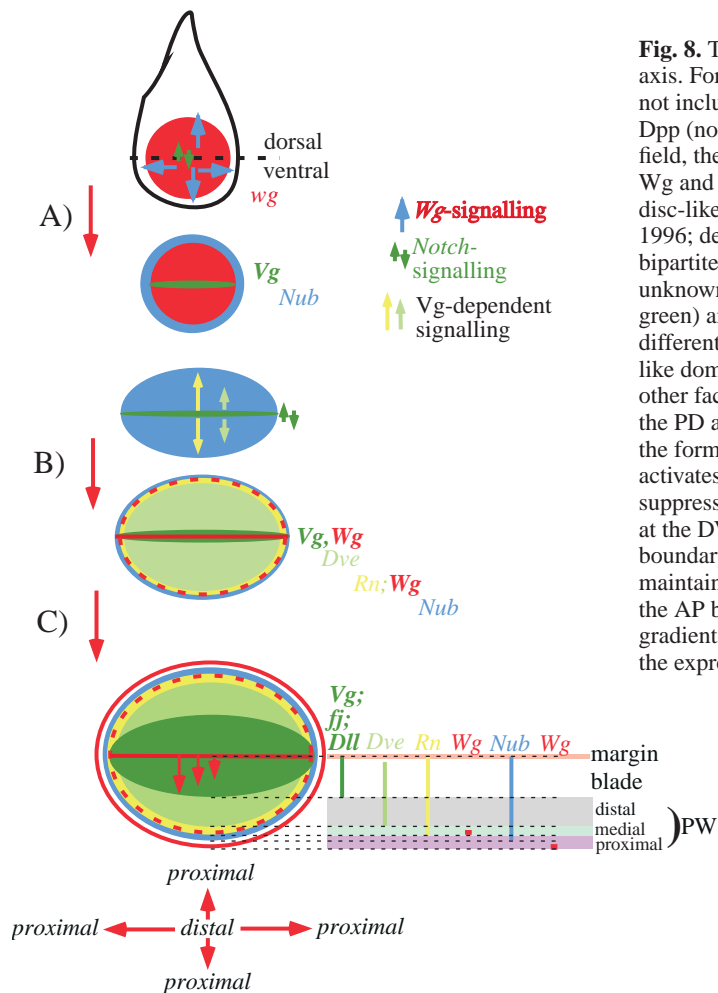 dorsal
ventral
wg
A)
Wg-signalling
Notch-
signalling
Vg-dependent
signalling
Vg
Nub
B)
Vg, Wg
Dve
Rn; Wg
Nub
C)
Vg;
fj;
Dll Dve Rn Wg Nub Wg
margin
blade
distal
medial
proximal
)PW
proximal
proximal distal proximal
proximal
Fig. 8. T
axis. For
not inclu
Dpp (no
field, the
Wg and
disc-like
1996; de
bipartite
unknown
green) a
different
like dom
other fac
the PD a
the form
activates
suppress
at the DV
boundar
maintain
the AP b
gradient
the expre